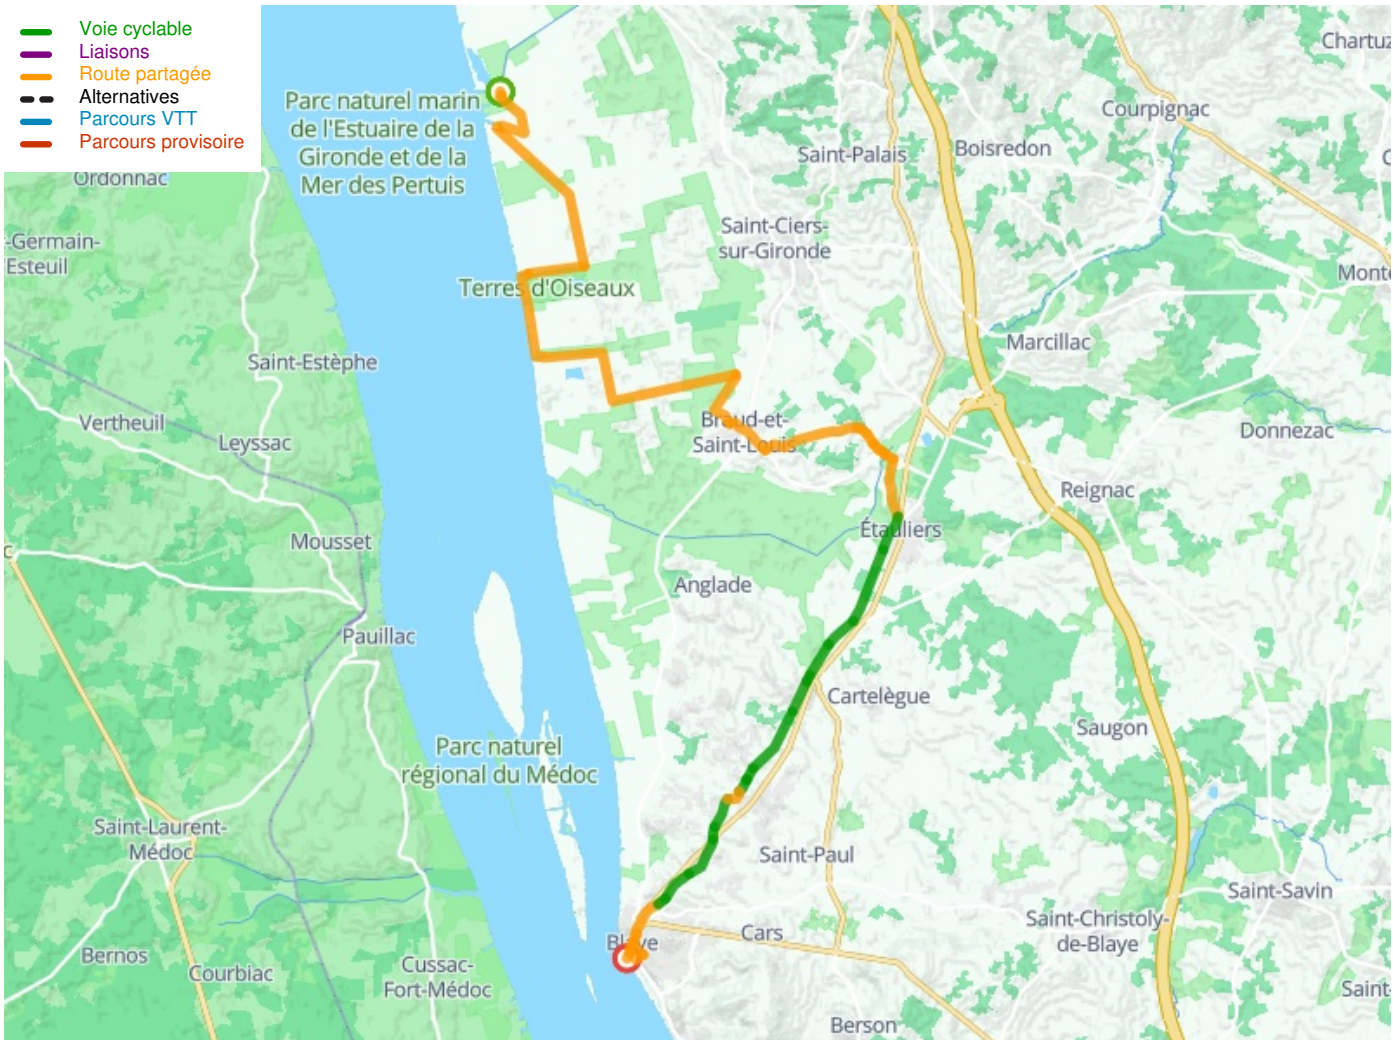 Voie cyclable
Liaisons
Route partagée
Alternatives
Parcours VTT
Parcours provisoire
Chartuz
Courpignac
Parc naturel marin
de l'Estuaire de la
Gironde et de la
Mer des Pertuis
Saint-Palais
Boisredon
Ordonnac
-Germain-
Esteuil
Saint-Ciers-
sur-Gironde
Monte
Terres d'Oiseaux
Marcillac
Saint-Estèphe
Vertheuil
Leyssac
Braud-et-
Saint-Louis
Donnezac
Reignac
Étauliers
Mousset
Anglade
Pauillac
Cartelègue
Saugon
Parc naturel
régional du Médoc
Saint-Laurent-
Médoc
Saint-Paul
Saint-Savin
Saint-Christoly-
de-Blaye
Cars
Blaye
Bernos
Courbiac
Cussac-
Fort-Médoc
Saint-
Berson